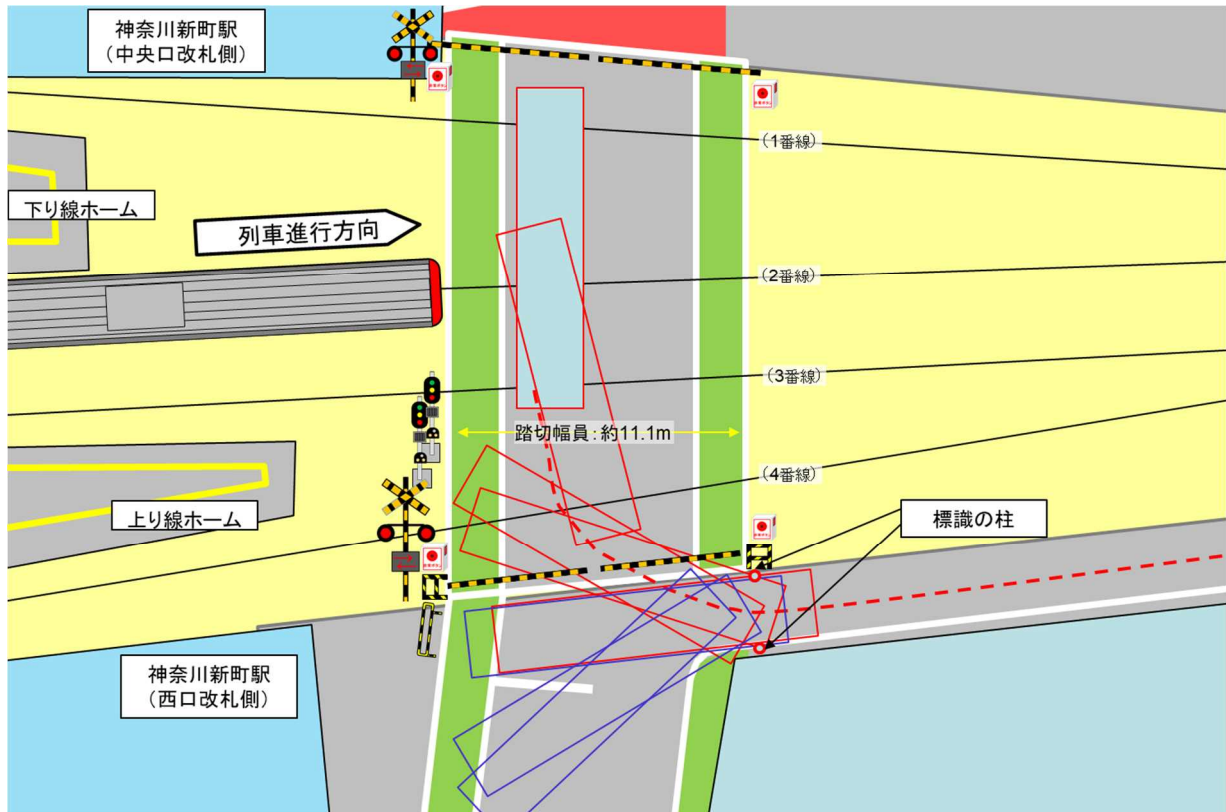 神奈川新町駅
（中央口改札側）
（1番線）
下り線ホーム
列車進行方向
（2番線）
（3番線）
踏切幅員：約11.1m
（4番線）
上り線ホーム
標識の柱
神奈川新町駅
（西口改札側）